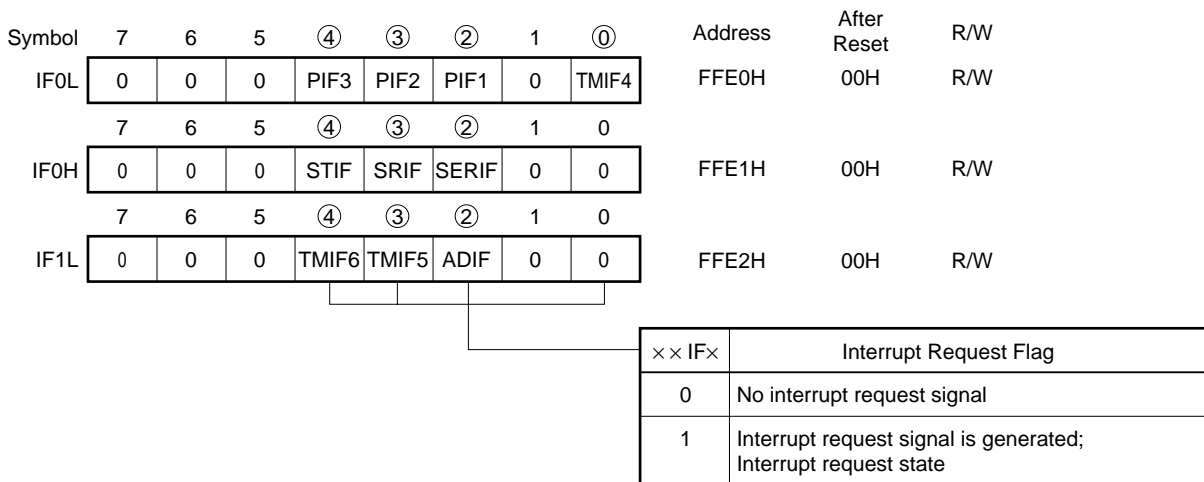 Symbol 7 6 5 ④ ③ ② 1 ⓪ Address After Reset R/W
IF0L 0 0 0 PIF3 PIF2 PIF1 0 TMIF4 FFE0H 00H R/W
7 6 5 ④ ③ ② 1 0
IF0H 0 0 0 STIF SRIF SERIF 0 0 FFE1H 00H R/W
7 6 5 ④ ③ ② 1 0
IF1L 0 0 0 TMIF6 TMIF5 ADIF 0 0 FFE2H 00H R/W
××IF× Interrupt Request Flag
0 No interrupt request signal
1 Interrupt request signal is generated;
Interrupt request state